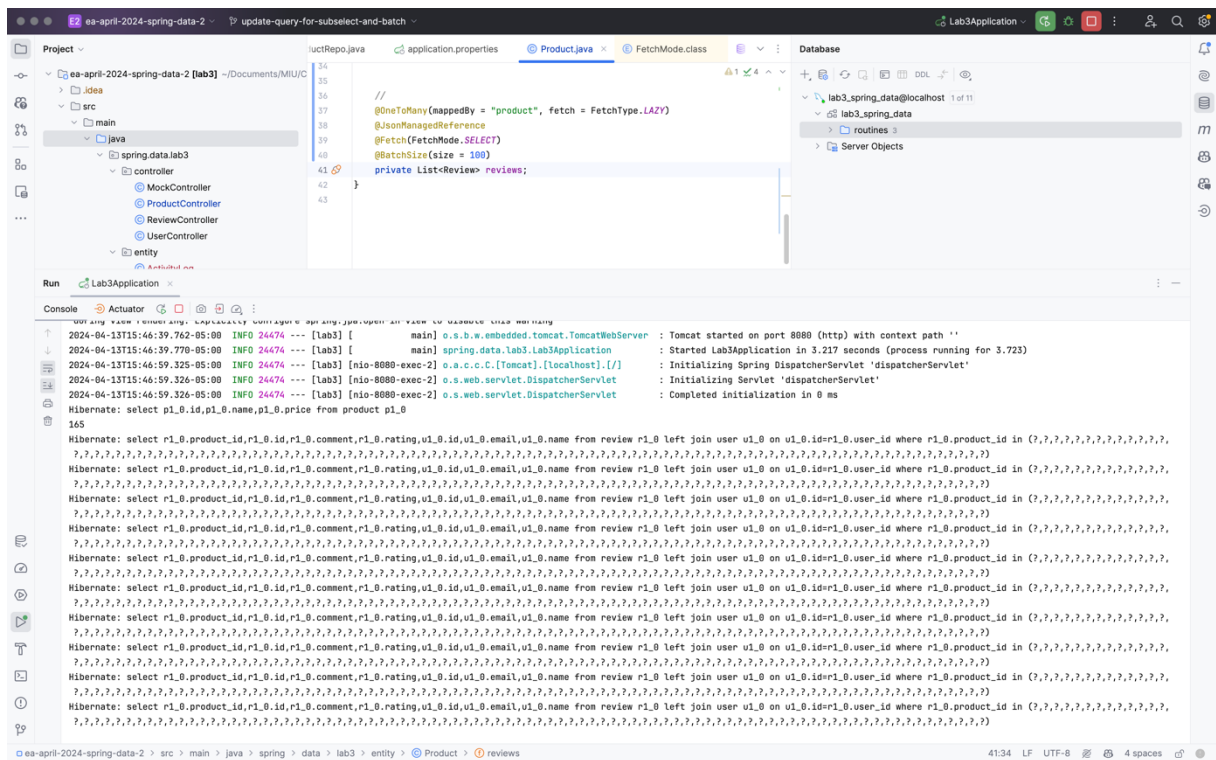 E2 ea-april-2024-spring-data-2 update-query-for-subselect-and-batch Lab3Application
Project
uctRepo.java application.properties Product.java FetchMode.class
Database
ea-april-2024-spring-data-2 [lab3] ~/Documents/MIU/C
.idea
src
main
java
spring.data.lab3
controller
MockController
ProductController
ReviewController
UserController
entity
ActivityLog
34
35
36 //
37 @OneToMany(mappedBy = "product", fetch = FetchType.LAZY)
38 @JsonManagedReference
39 @Fetch(FetchMode.SELECT)
40 @BatchSize(size = 100)
41 private List<Review> reviews;
42 }
43
1 4
DDL
lab3_spring_data@localhost 1 of 11
lab3_spring_data
routines 3
Server Objects
m
Run Lab3Application
Console Actuator
during view rendering. Explicitly configure spring.jpa.open-in-view to disable this warning
2024-04-13T15:46:39.762-05:00 INFO 24474 --- [lab3] [ main] o.s.b.w.embedded.tomcat.TomcatWebServer : Tomcat started on port 8080 (http) with context path ''
2024-04-13T15:46:39.770-05:00 INFO 24474 --- [lab3] [ main] spring.data.lab3.Lab3Application : Started Lab3Application in 3.217 seconds (process running for 3.723)
2024-04-13T15:46:59.325-05:00 INFO 24474 --- [lab3] [nio-8080-exec-2] o.a.c.c.C.[Tomcat].[localhost].[/] : Initializing Spring DispatcherServlet 'dispatcherServlet'
2024-04-13T15:46:59.326-05:00 INFO 24474 --- [lab3] [nio-8080-exec-2] o.s.web.servlet.DispatcherServlet : Initializing Servlet 'dispatcherServlet'
2024-04-13T15:46:59.326-05:00 INFO 24474 --- [lab3] [nio-8080-exec-2] o.s.web.servlet.DispatcherServlet : Completed initialization in 0 ms
Hibernate: select p1_0.id,p1_0.name,p1_0.price from product p1_0
165
Hibernate: select r1_0.product_id,r1_0.id,r1_0.comment,r1_0.rating,u1_0.id,u1_0.email,u1_0.name from review r1_0 left join user u1_0 on u1_0.id=r1_0.user_id where r1_0.product_id in (?,?,?,?,?,?,?,?,?,?,?,?,?,
?,?,?,?,?,?,?,?,?,?,?,?,?,?,?,?,?,?,?,?,?,?,?,?,?,?,?,?,?,?,?,?,?,?,?,?,?,?,?,?,?,?,?,?,?,?,?,?,?,?,?,?,?,?,?,?,?,?,?,?,?,?,?,?,?,?,?,?,?,?,?,?,?,?,?,?,?,?,?)
Hibernate: select r1_0.product_id,r1_0.id,r1_0.comment,r1_0.rating,u1_0.id,u1_0.email,u1_0.name from review r1_0 left join user u1_0 on u1_0.id=r1_0.user_id where r1_0.product_id in (?,?,?,?,?,?,?,?,?,?,?,?,?,
?,?,?,?,?,?,?,?,?,?,?,?,?,?,?,?,?,?,?,?,?,?,?,?,?,?,?,?,?,?,?,?,?,?,?,?,?,?,?,?,?,?,?,?,?,?,?,?,?,?,?,?,?,?,?,?,?,?,?,?,?,?,?,?,?,?,?,?,?,?,?,?,?,?,?,?,?,?,?)
Hibernate: select r1_0.product_id,r1_0.id,r1_0.comment,r1_0.rating,u1_0.id,u1_0.email,u1_0.name from review r1_0 left join user u1_0 on u1_0.id=r1_0.user_id where r1_0.product_id in (?,?,?,?,?,?,?,?,?,?,?,?,?,
Hibernate: select r1_0.product_id,r1_0.id,r1_0.comment,r1_0.rating,u1_0.id,u1_0.email,u1_0.name from review r1_0 left join user u1_0 on u1_0.id=r1_0.user_id where r1_0.product_id in (?,?,?,?,?,?,?,?,?,?,?,?,?,
Hibernate: select r1_0.product_id,r1_0.id,r1_0.comment,r1_0.rating,u1_0.id,u1_0.email,u1_0.name from review r1_0 left join user u1_0 on u1_0.id=r1_0.user_id where r1_0.product_id in (?,?,?,?,?,?,?,?,?,?,?,?,?,
Hibernate: select r1_0.product_id,r1_0.id,r1_0.comment,r1_0.rating,u1_0.id,u1_0.email,u1_0.name from review r1_0 left join user u1_0 on u1_0.id=r1_0.user_id where r1_0.product_id in (?,?,?,?,?,?,?,?,?,?,?,?,?,
Hibernate: select r1_0.product_id,r1_0.id,r1_0.comment,r1_0.rating,u1_0.id,u1_0.email,u1_0.name from review r1_0 left join user u1_0 on u1_0.id=r1_0.user_id where r1_0.product_id in (?,?,?,?,?,?,?,?,?,?,?,?,?,
Hibernate: select r1_0.product_id,r1_0.id,r1_0.comment,r1_0.rating,u1_0.id,u1_0.email,u1_0.name from review r1_0 left join user u1_0 on u1_0.id=r1_0.user_id where r1_0.product_id in (?,?,?,?,?,?,?,?,?,?,?,?,?,
Hibernate: select r1_0.product_id,r1_0.id,r1_0.comment,r1_0.rating,u1_0.id,u1_0.email,u1_0.name from review r1_0 left join user u1_0 on u1_0.id=r1_0.user_id where r1_0.product_id in (?,?,?,?,?,?,?,?,?,?,?,?,?,
Hibernate: select r1_0.product_id,r1_0.id,r1_0.comment,r1_0.rating,u1_0.id,u1_0.email,u1_0.name from review r1_0 left join user u1_0 on u1_0.id=r1_0.user_id where r1_0.product_id in (?,?,?,?,?,?,?,?,?,?,?,?,?,
ea-april-2024-spring-data-2 > src > main > java > spring > data > lab3 > entity > Product > reviews 41:34 LF UTF-8 4 spaces